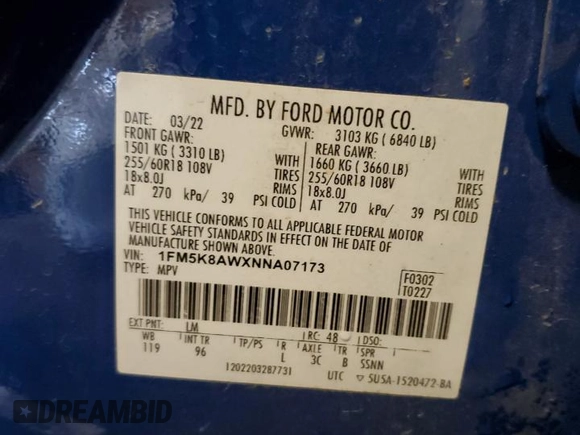 MFD. BY FORD MOTOR CO.
DATE: 03/22 GVWR: 3103 KG ( 6840 LB)
FRONT GAWR: REAR GAWR:
1501 KG ( 3310 LB) WITH 1660 KG ( 3660 LB) WITH
255/60R18 108V TIRES 255/60R18 108V TIRES
18x8.0J RIMS 18x8.0J RIMS
AT 270 kPa/ 39 PSI COLD AT 270 kPa/ 39 PSI COLD
THIS VEHICLE CONFORMS TO ALL APPLICABLE FEDERAL MOTOR
VEHICLE SAFETY STANDARDS IN EFFECT ON THE DATE OF
MANUFACTURE SHOWN ABOVE.
VIN: 1FM5K8AWXNNA07173
TYPE: MPV
F0302
T0227
EXT PNT: LM RC: 48 DSO:
WB INT TR TP/PS R AXLE TR SPR
119 96 L 3C B SSNN
1202203287731 UTC 5U5A-1520472-BA
DREAMBID